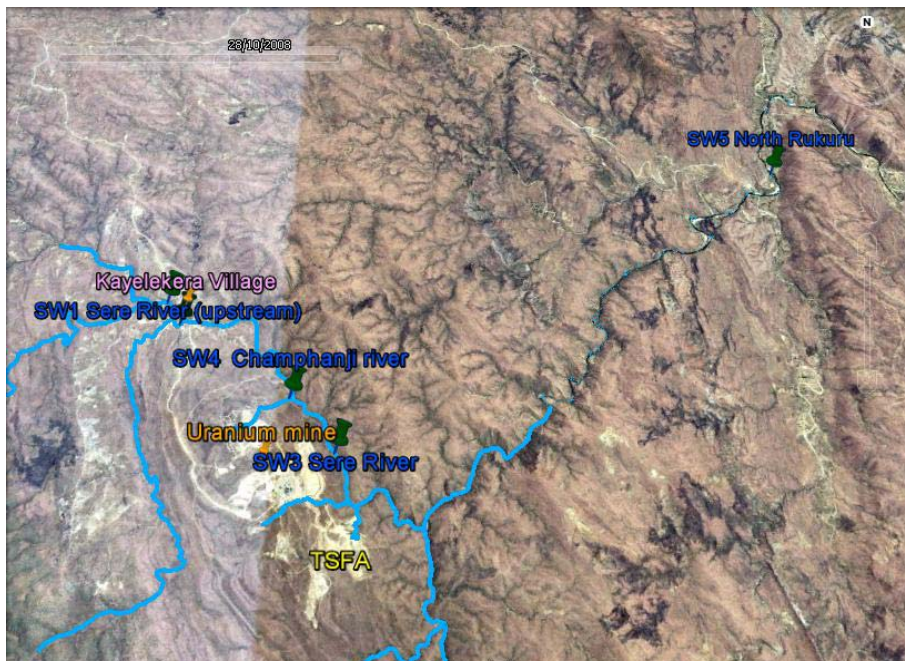 28/10/2008
N
SW5 North Rukuru
Kayelekera Village
SW1 Sere River (upstream)
SW4 Champhanji river
Uranium mine
SW3 Sere River
TSFA